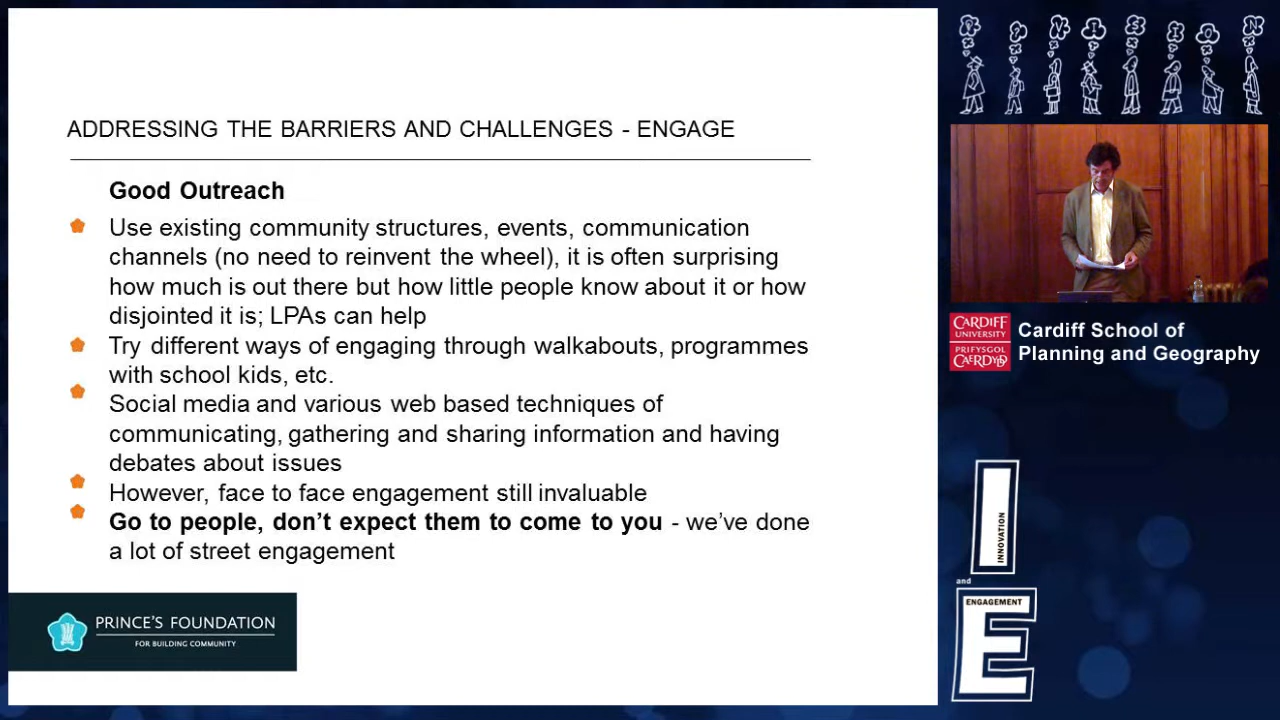 ADDRESSING THE BARRIERS AND CHALLENGES - ENGAGE
Good Outreach
Use existing community structures, events, communication
channels (no need to reinvent the wheel), it is often surprising
how much is out there but how little people know about it or how
disjointed it is; LPAs can help
Try different ways of engaging through walkabouts, programmes
with school kids, etc.
Social media and various web based techniques of
communicating, gathering and sharing information and having
debates about issues
However, face to face engagement still invaluable
Go to people, don’t expect them to come to you - we’ve done
a lot of street engagement
PRINCE'S FOUNDATION
FOR BUILDING COMMUNITY
P?VISION
CARDIFF
UNIVERSITY
PRIFYSGOL
CAERDYDD
Cardiff School of
Planning and Geography
I
INNOVATION
and
ENGAGEMENT
E